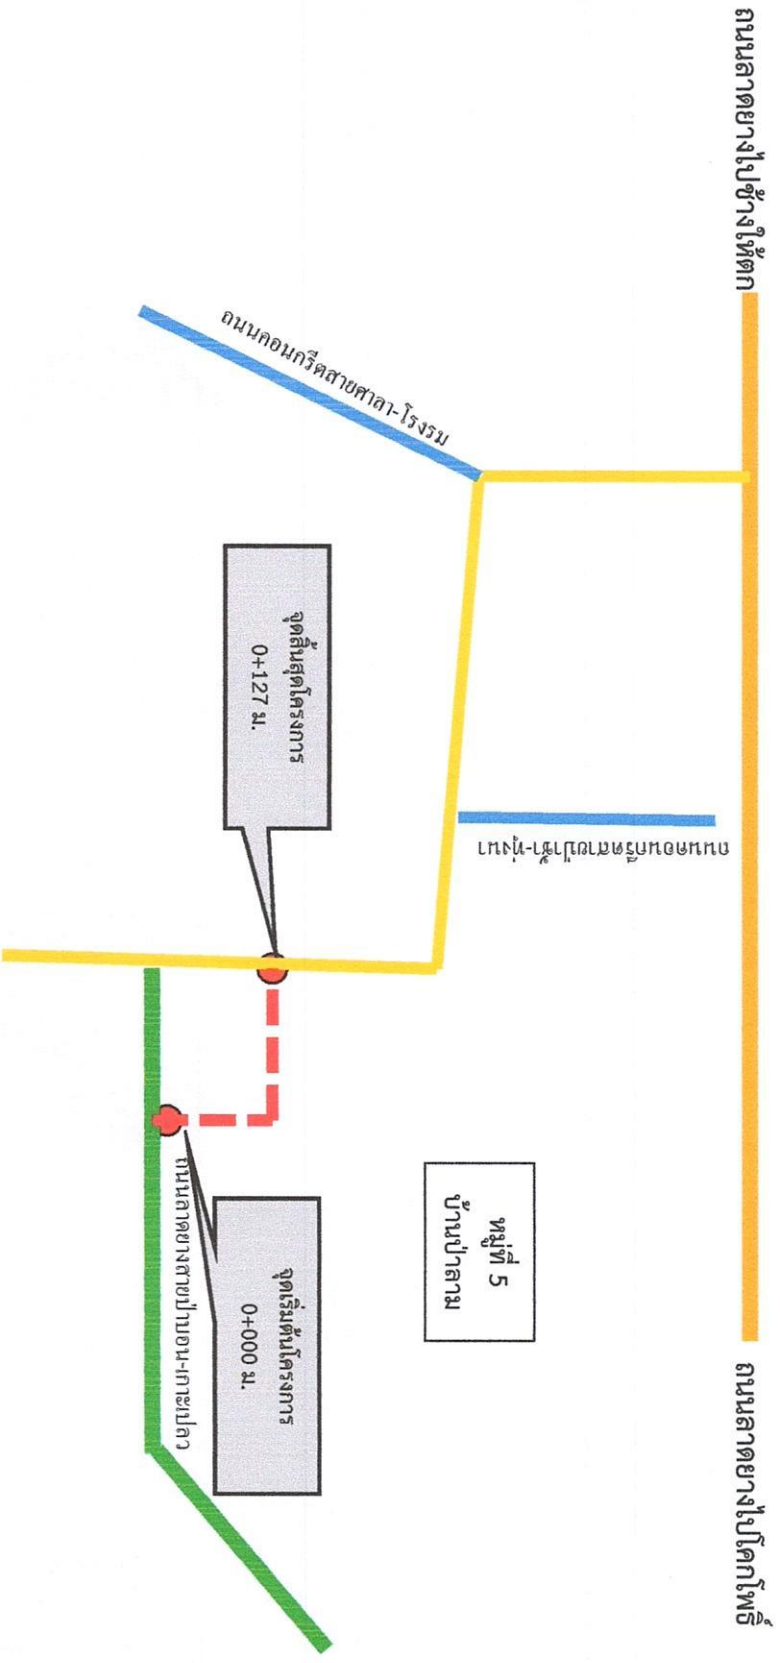 ถนนลาดยางไปช้างให้ตก
ถนนลาดยางไปโคกโพธิ์
ถนนคอนกรีตสายศาลา-โรงรม
ถนนคอนกรีตสายป่าช้า-ทุ่งนา
หมู่ที่ 5
บ้านป่าลาม
จุดสิ้นสุดโครงการ
0+127 ม.
จุดเริ่มต้นโครงการ
0+000 ม.
ถนนลาดยางสายป่าบอน-เกาะเปลว